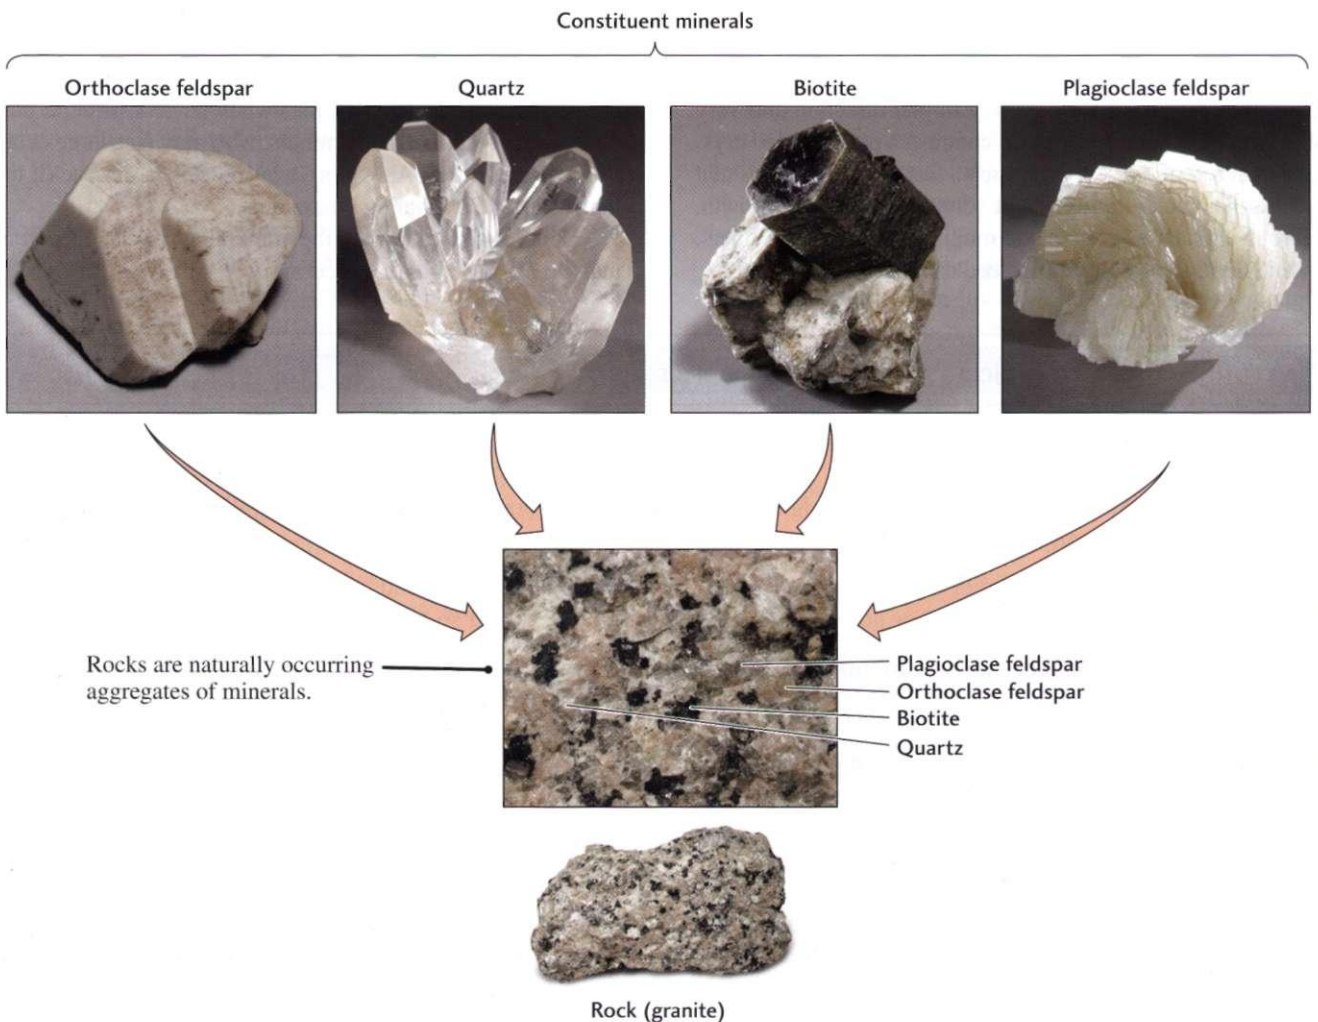 Constituent minerals
Orthoclase feldspar
Quartz
Biotite
Plagioclase feldspar
Rocks are naturally occurring
aggregates of minerals.
Plagioclase feldspar
Orthoclase feldspar
Biotite
Quartz
Rock (granite)